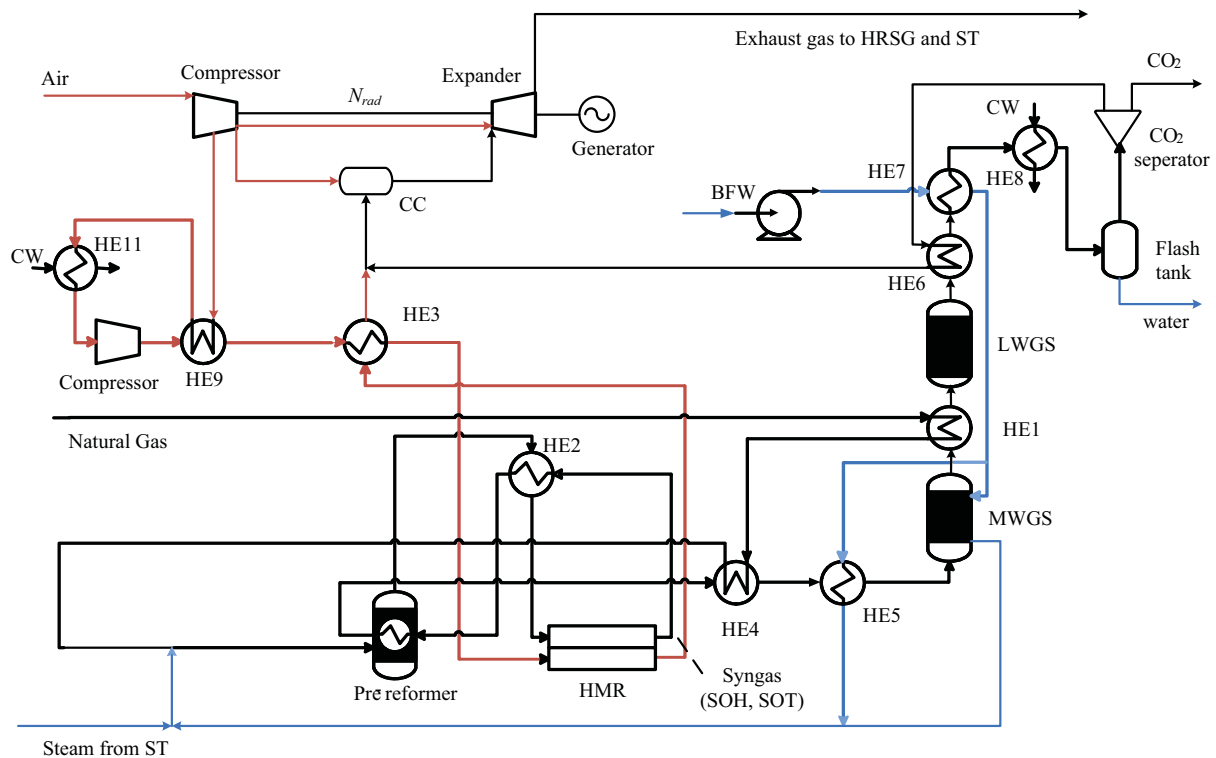 Exhaust gas to HRSG and ST
CO₂
Air
Compressor
Expander
N_rad
Generator
CW
CO₂
seperator
HE7
HE8
BFW
CC
CW
HE11
HE6
Flash
tank
HE3
water
LWGS
Compressor
HE9
Natural Gas
HE1
HE2
MWGS
HE4
HE5
Pre reformer
HMR
Syngas
(SOH, SOT)
Steam from ST